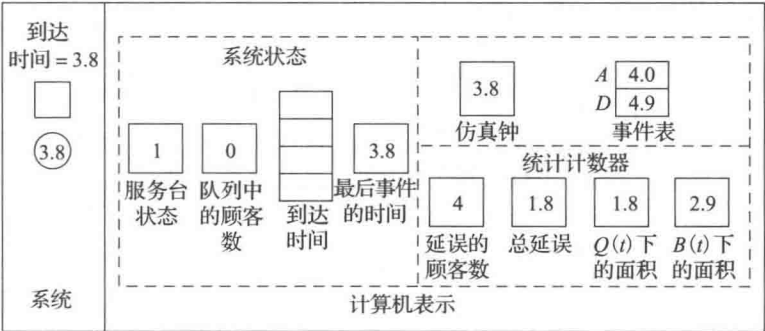 到达
时间 = 3.8
3.8
系统
系统状态
1
服务台
状态
0
队列中
的顾客
数
到达
时间
3.8
最后事件
的时间
3.8
仿真钟
A 4.0
D 4.9
事件表
统计计数器
4
延误的
顾客数
1.8
总延误
1.8
Q(t)下
的面积
2.9
B(t)下
的面积
计算机表示